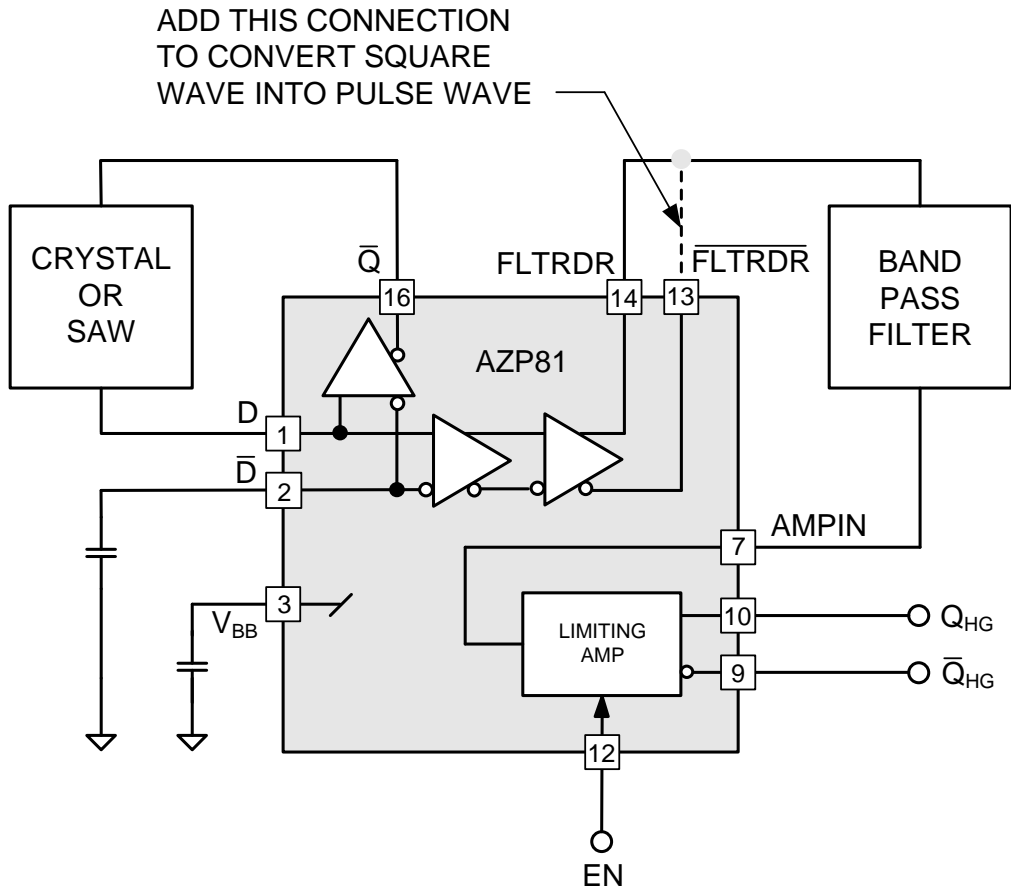 ADD THIS CONNECTION
TO CONVERT SQUARE
WAVE INTO PULSE WAVE
CRYSTAL
OR
SAW
Q̅
FLTRDR
F̅L̅T̅R̅D̅R̅
BAND
PASS
FILTER
16
14
13
AZP81
D
1
D̅
2
AMPIN
7
3
V_BB
LIMITING
AMP
10
Q_HG
9
Q̅_HG
12
EN